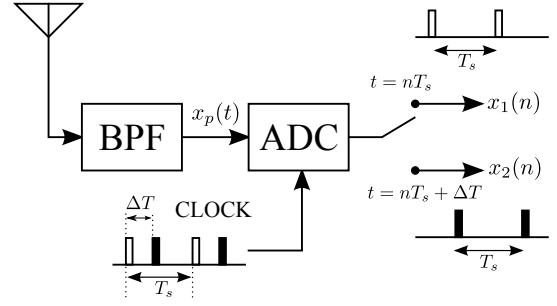 T_s
t = nT_s
x_p(t)
x_1(n)
BPF
ADC
x_2(n)
t = nT_s + ΔT
ΔT
CLOCK
T_s
T_s